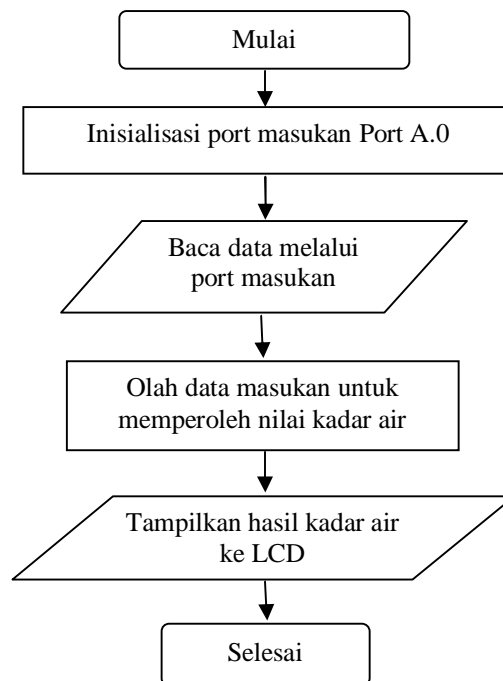 Mulai
Inisialisasi port masukan Port A.0
Baca data melalui
port masukan
Olah data masukan untuk
memperoleh nilai kadar air
Tampilkan hasil kadar air
ke LCD
Selesai